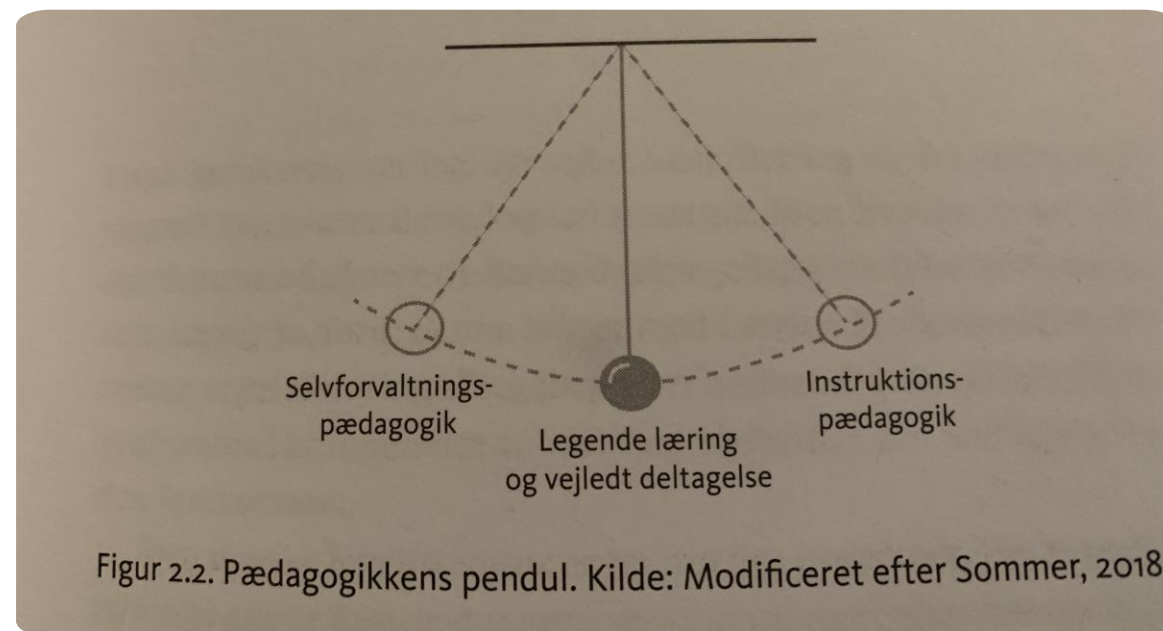 Selvforvaltnings-
pædagogik
Legende læring
og vejledt deltagelse
Instruktions-
pædagogik
Figur 2.2. Pædagogikkens pendul. Kilde: Modificeret efter Sommer, 2018